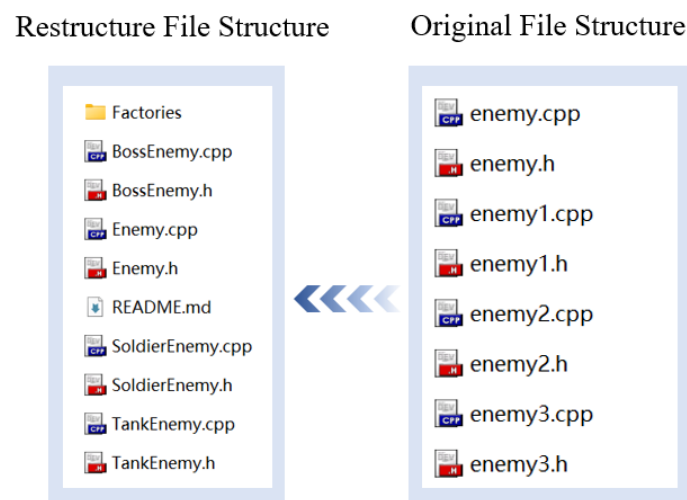 Restructure File Structure
Original File Structure
Factories
BossEnemy.cpp
BossEnemy.h
Enemy.cpp
Enemy.h
README.md
SoldierEnemy.cpp
SoldierEnemy.h
TankEnemy.cpp
TankEnemy.h
enemy.cpp
enemy.h
enemy1.cpp
enemy1.h
enemy2.cpp
enemy2.h
enemy3.cpp
enemy3.h